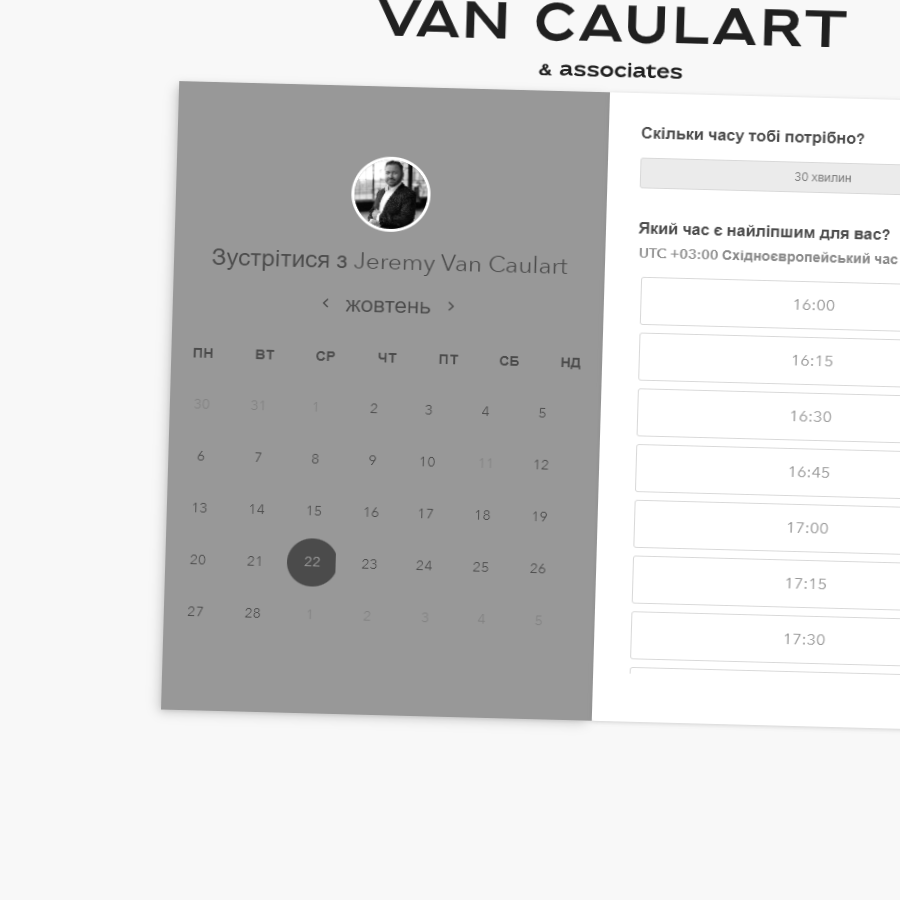 VAN CAULART
& associates
Зустрітися з Jeremy Van Caulart
жовтень
ПН ВТ СР ЧТ ПТ СБ НД
30 31 1 2 3 4 5
6 7 8 9 10 11 12
13 14 15 16 17 18 19
20 21 22 23 24 25 26
27 28 1 2 3 4 5
Скільки часу тобі потрібно?
30 хвилин
Який час є найліпшим для вас?
UTC +03:00 Східноєвропейський час
16:00
16:15
16:30
16:45
17:00
17:15
17:30